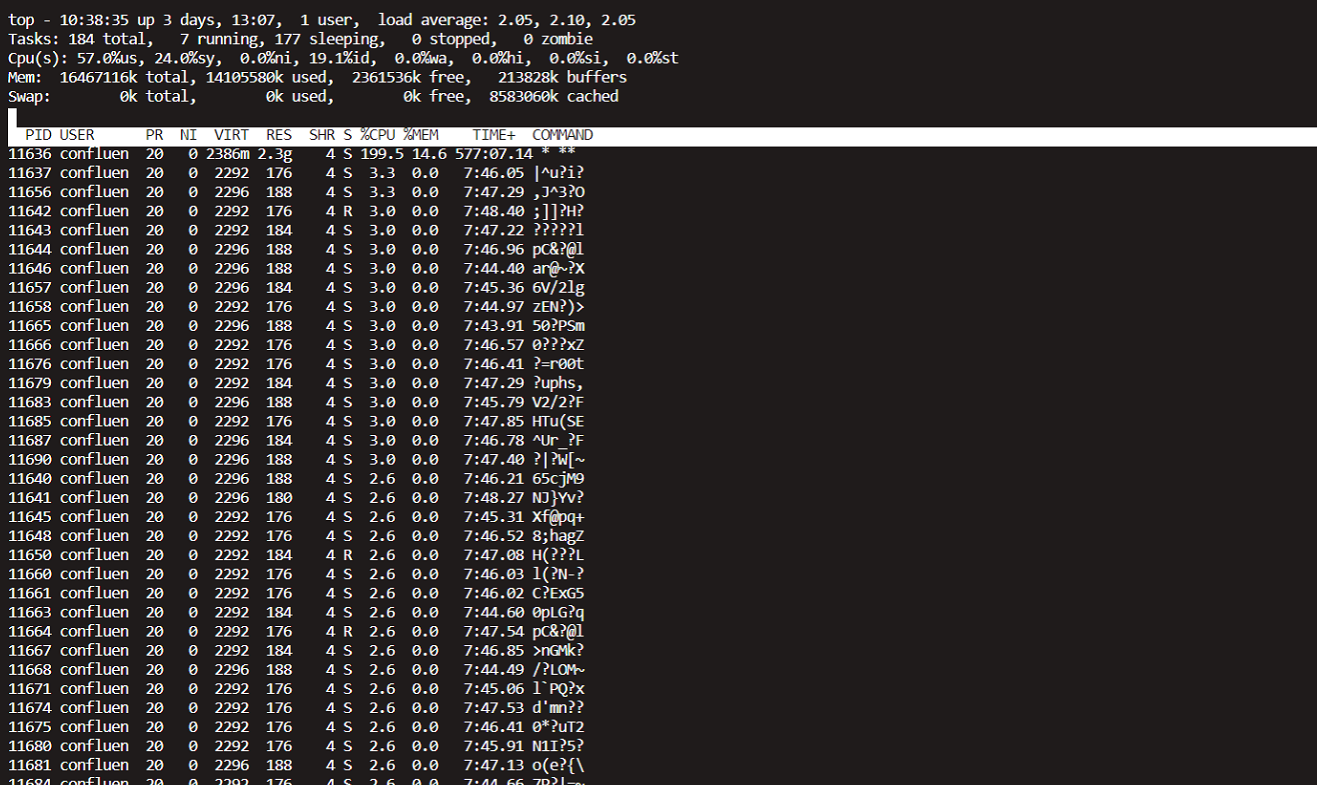 top - 10:38:35 up 3 days, 13:07,  1 user,  load average: 2.05, 2.10, 2.05
Tasks: 184 total,   7 running, 177 sleeping,   0 stopped,   0 zombie
Cpu(s): 57.0%us, 24.0%sy,  0.0%ni, 19.1%id,  0.0%wa,  0.0%hi,  0.0%si,  0.0%st
Mem:  16467116k total, 14105580k used,  2361536k free,   213828k buffers
Swap:        0k total,        0k used,        0k free,  8583060k cached
PID USER      PR  NI  VIRT  RES  SHR S %CPU %MEM    TIME+  COMMAND
11636 confluen  20   0 2386m 2.3g    4 S 199.5 14.6 577:07.14 * **
11637 confluen  20   0  2292  176    4 S  3.3  0.0   7:46.05 |^u?i?
11656 confluen  20   0  2296  188    4 S  3.3  0.0   7:47.29 ,J^3?O
11642 confluen  20   0  2292  176    4 R  3.0  0.0   7:48.40 ;]]?H?
11643 confluen  20   0  2292  184    4 S  3.0  0.0   7:47.22 ?????l
11644 confluen  20   0  2296  188    4 S  3.0  0.0   7:46.96 pC&?@l
11646 confluen  20   0  2296  188    4 S  3.0  0.0   7:44.40 ar@~?X
11657 confluen  20   0  2296  184    4 S  3.0  0.0   7:45.36 6V/2lg
11658 confluen  20   0  2292  176    4 S  3.0  0.0   7:44.97 zEN?)>
11665 confluen  20   0  2296  188    4 S  3.0  0.0   7:43.91 50?PSm
11666 confluen  20   0  2292  176    4 S  3.0  0.0   7:46.57 0???xZ
11676 confluen  20   0  2292  176    4 S  3.0  0.0   7:46.41 ?=r00t
11679 confluen  20   0  2292  184    4 S  3.0  0.0   7:47.29 ?uphs,
11683 confluen  20   0  2296  188    4 S  3.0  0.0   7:45.79 V2/2?F
11685 confluen  20   0  2292  176    4 S  3.0  0.0   7:47.85 HTu(SE
11687 confluen  20   0  2296  184    4 S  3.0  0.0   7:46.78 ^Ur_?F
11690 confluen  20   0  2296  188    4 S  3.0  0.0   7:47.40 ?|?W[~
11640 confluen  20   0  2296  188    4 S  2.6  0.0   7:46.21 65cjM9
11641 confluen  20   0  2296  180    4 S  2.6  0.0   7:48.27 NJ}Yv?
11645 confluen  20   0  2292  176    4 S  2.6  0.0   7:45.31 Xf@pq+
11648 confluen  20   0  2292  176    4 S  2.6  0.0   7:46.52 8;hagZ
11650 confluen  20   0  2292  184    4 R  2.6  0.0   7:47.08 H(???L
11660 confluen  20   0  2292  176    4 S  2.6  0.0   7:46.03 l(?N-?
11661 confluen  20   0  2292  176    4 S  2.6  0.0   7:46.02 C?ExG5
11663 confluen  20   0  2292  184    4 S  2.6  0.0   7:44.60 0pLG?q
11664 confluen  20   0  2292  176    4 R  2.6  0.0   7:47.54 pC&?@l
11667 confluen  20   0  2292  184    4 S  2.6  0.0   7:46.85 >nGMk?
11668 confluen  20   0  2296  188    4 S  2.6  0.0   7:44.49 /?LOM~
11671 confluen  20   0  2292  176    4 S  2.6  0.0   7:45.06 l`PQ?x
11674 confluen  20   0  2292  176    4 S  2.6  0.0   7:47.53 d'mn??
11675 confluen  20   0  2292  176    4 S  2.6  0.0   7:46.41 0*?uT2
11680 confluen  20   0  2292  176    4 S  2.6  0.0   7:45.91 N1I?5?
11681 confluen  20   0  2296  188    4 S  2.6  0.0   7:47.13 o(e?{\
11684 confluen  20   0  2292  176    4 S  2.6  0.0   7:44.66